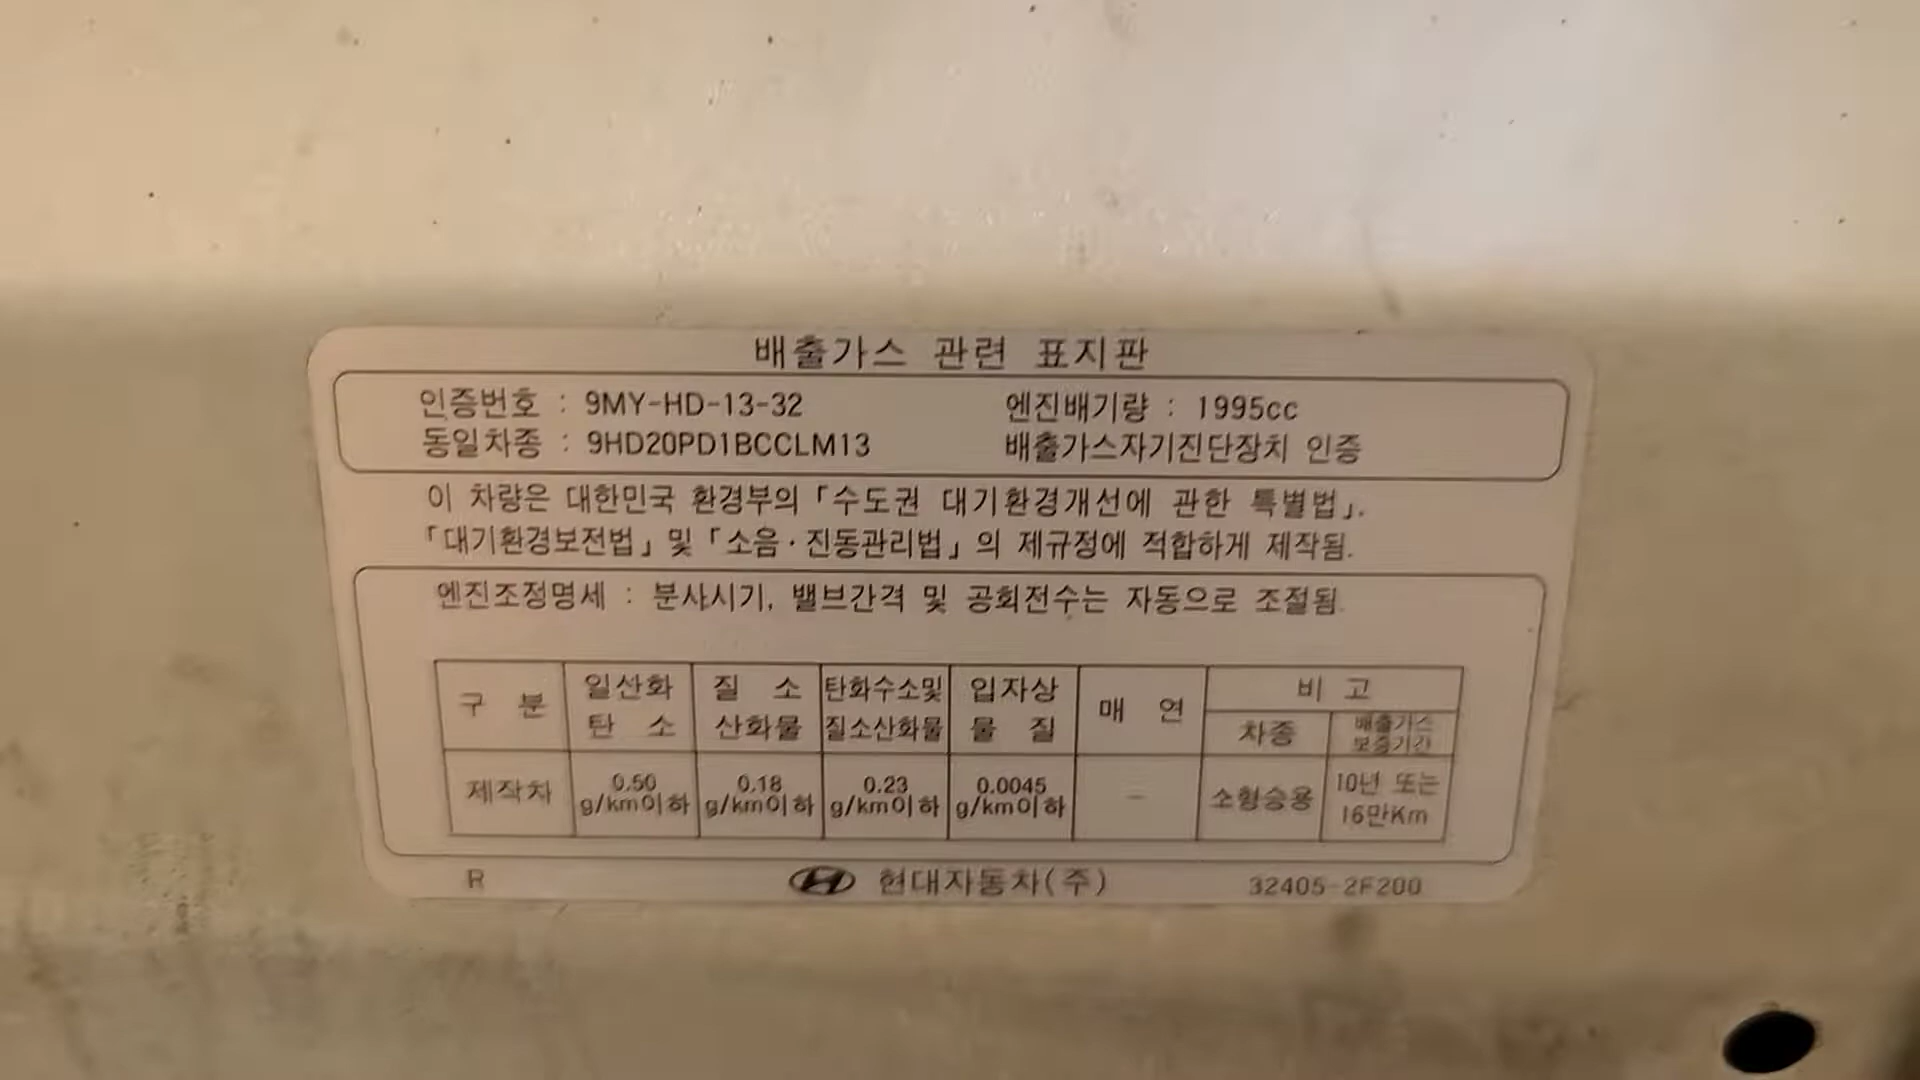 배출가스 관련 표지판
인증번호 : 9MY-HD-13-32 엔진배기량 : 1995cc
동일차종 : 9HD20PD1BCCLM13 배출가스자기진단장치 인증
이 차량은 대한민국 환경부의 「수도권 대기환경개선에 관한 특별법」.
「대기환경보전법」 및 「소음·진동관리법」의 제규정에 적합하게 제작됨.
엔진조정명세 : 분사시기, 밸브간격 및 공회전수는 자동으로 조절됨.
구 분 일산화 탄 소 질 소 산화물 탄화수소및 질소산화물 입자상 물 질 매 연 비 고
차종 배출가스 보증기간
제작차 0.50 g/km이하 0.18 g/km이하 0.23 g/km이하 0.0045 g/km이하 – 소형승용 10년 또는 16만Km
R 현대자동차(주) 32405-2F200